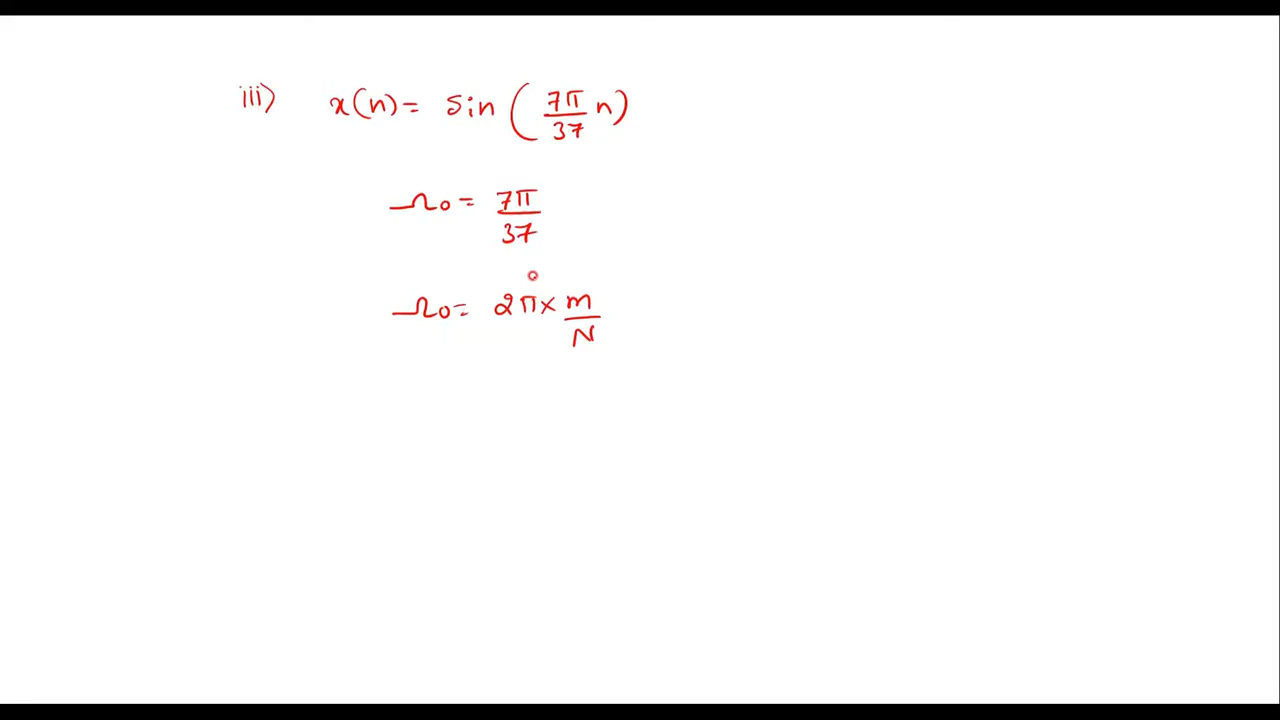 iii) x(n) = sin (7π/37 n)
Ω0 = 7π/37
Ω0 = 2π × m/N